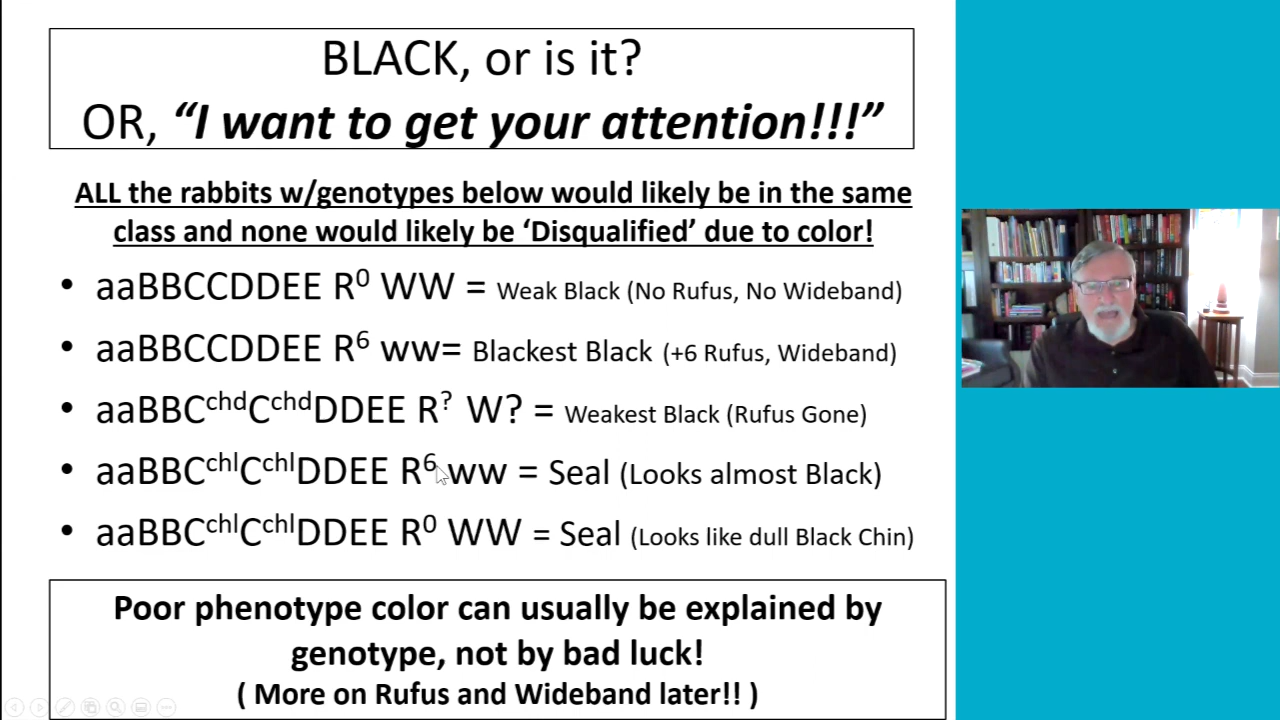 BLACK, or is it?
OR, “I want to get your attention!!!”
ALL the rabbits w/genotypes below would likely be in the same
class and none would likely be ‘Disqualified’ due to color!
• aaBBCCDDEE R⁰ WW = Weak Black (No Rufus, No Wideband)
• aaBBCCDDEE R⁶ ww= Blackest Black (+6 Rufus, Wideband)
• aaBBCᶜʰᵈCᶜʰᵈDDEE R^? W? = Weakest Black (Rufus Gone)
• aaBBCᶜʰˡCᶜʰˡDDEE R⁶ ww = Seal (Looks almost Black)
• aaBBCᶜʰˡCᶜʰˡDDEE R⁰ WW = Seal (Looks like dull Black Chin)
Poor phenotype color can usually be explained by
genotype, not by bad luck!
( More on Rufus and Wideband later!! )